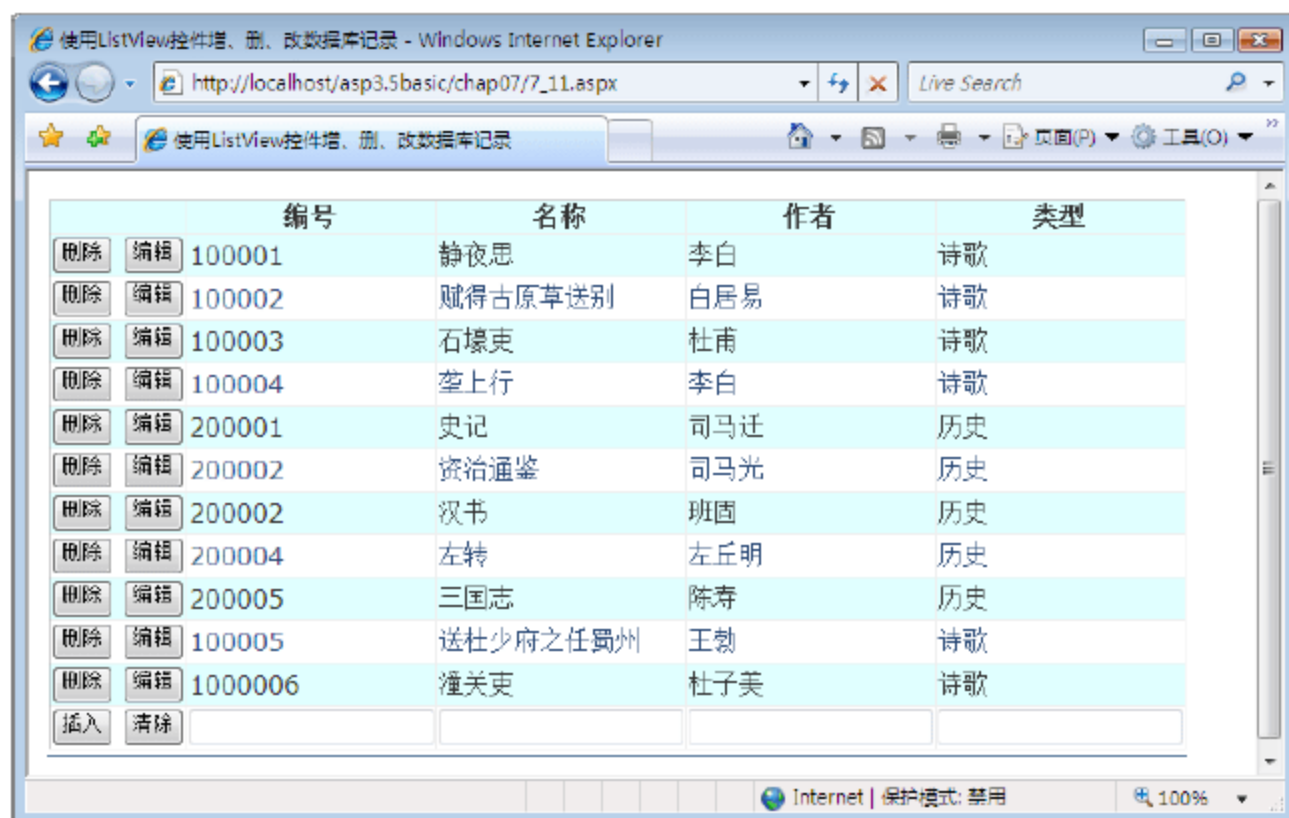 使用ListView控件增、删、改数据库记录 - Windows Internet Explorer
http://localhost/asp3.5basic/chap07/7_11.aspx Live Search
使用ListView控件增、删、改数据库记录 页面(P) 工具(O)
编号 名称 作者 类型
删除 编辑 100001 静夜思 李白 诗歌
删除 编辑 100002 赋得古原草送别 白居易 诗歌
删除 编辑 100003 石壕吏 杜甫 诗歌
删除 编辑 100004 垄上行 李白 诗歌
删除 编辑 200001 史记 司马迁 历史
删除 编辑 200002 资治通鉴 司马光 历史
删除 编辑 200002 汉书 班固 历史
删除 编辑 200004 左转 左丘明 历史
删除 编辑 200005 三国志 陈寿 历史
删除 编辑 100005 送杜少府之任蜀州 王勃 诗歌
删除 编辑 1000006 潼关吏 杜子美 诗歌
插入 清除
Internet | 保护模式: 禁用 100%